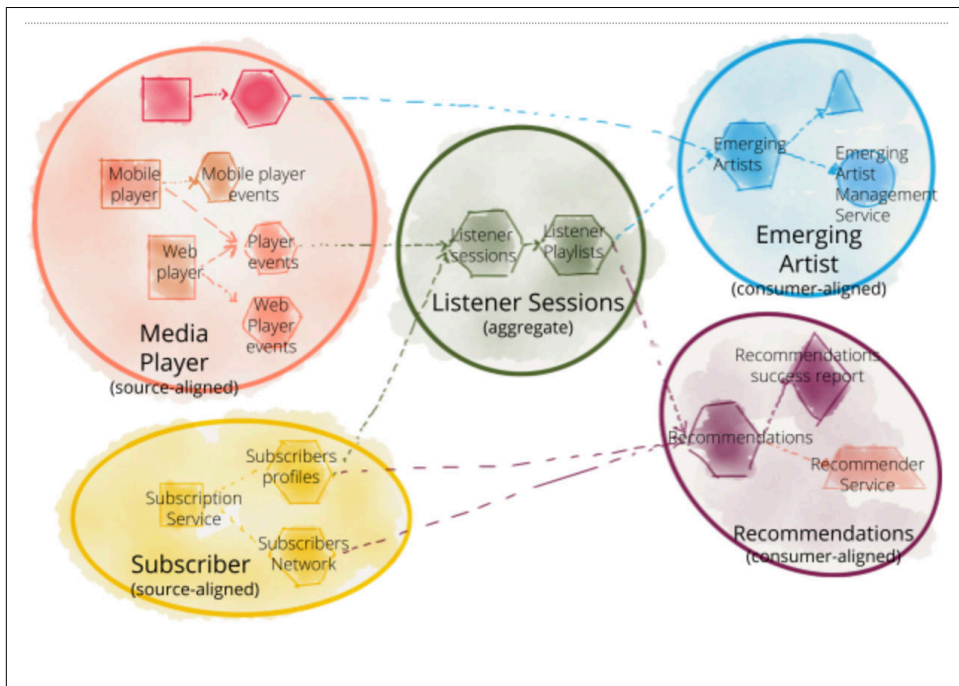 Mobile
player
Mobile player
events
Web
player
Player
events
Web
Player
events
Media
Player
(source-aligned)
Listener
sessions
Listener
Playlists
Listener Sessions
(aggregate)
Emerging
Artists
Emerging
Artist
Management
Service
Emerging
Artist
(consumer-aligned)
Subscribers
profiles
Subscription
Service
Subscribers
Network
Subscriber
(source-aligned)
Recommendations
success report
Recommendations
Recommender
Service
Recommendations
(consumer-aligned)